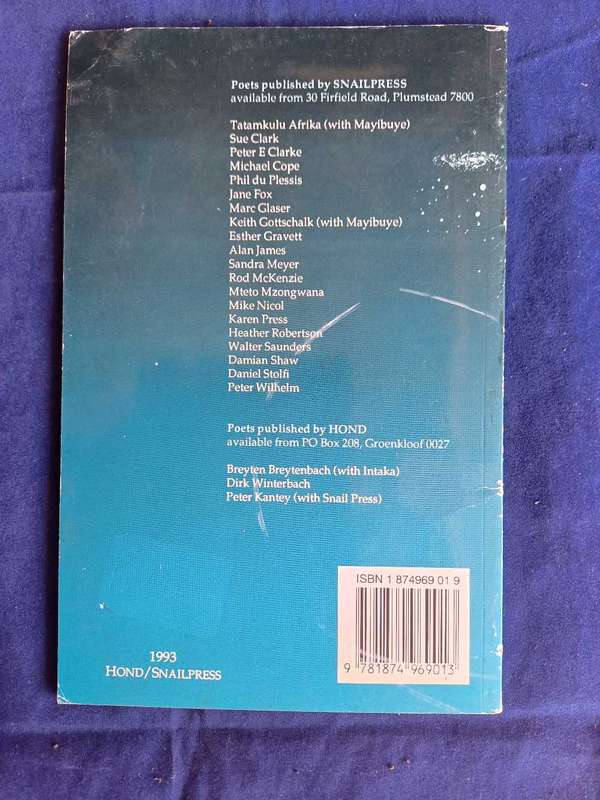 Poets published by SNAILPRESS
available from 30 Firfield Road, Plumstead 7800
Tatamkulu Afrika (with Mayibuye)
Sue Clark
Peter E Clarke
Michael Cope
Phil du Plessis
Jane Fox
Marc Glaser
Keith Gottschalk (with Mayibuye)
Esther Gravett
Alan James
Sandra Meyer
Rod McKenzie
Mteto Mzongwana
Mike Nicol
Karen Press
Heather Robertson
Walter Saunders
Damian Shaw
Daniel Stolfi
Peter Wilhelm
Poets published by HOND
available from PO Box 208, Groenkloof 0027
Breyten Breytenbach (with Intaka)
Dirk Winterbach
Peter Kantey (with Snail Press)
ISBN 1 874969 01 9
9 781874 969013
1993
HOND/SNAILPRESS